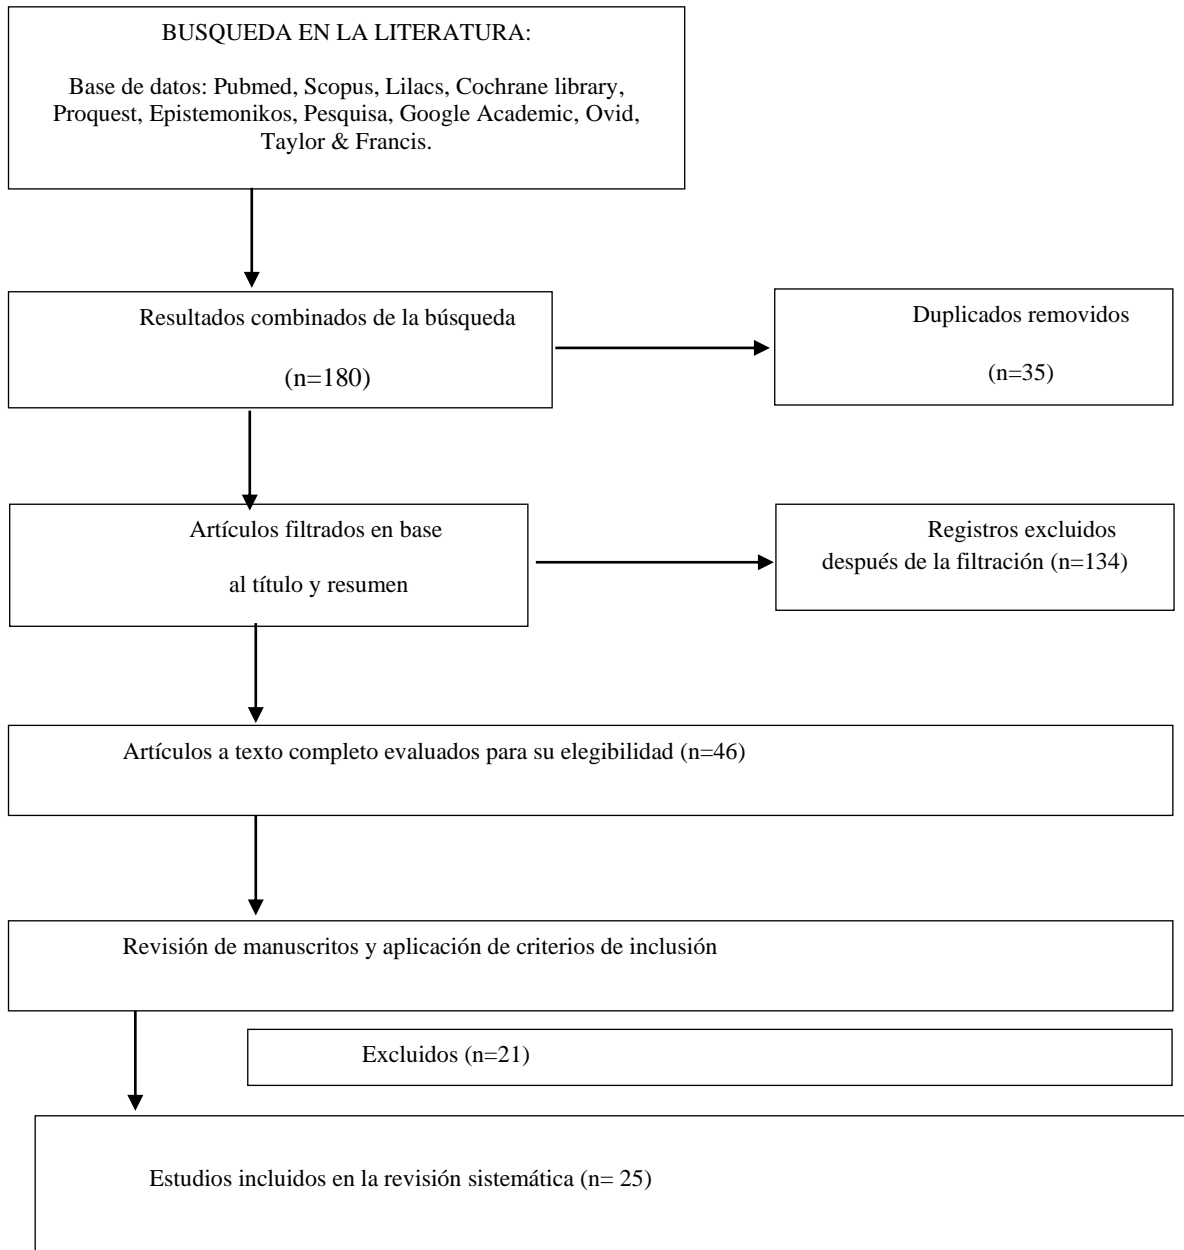 BUSQUEDA EN LA LITERATURA:
Base de datos: Pubmed, Scopus, Lilacs, Cochrane library,
Proquest, Epistemonikos, Pesquisa, Google Academic, Ovid,
Taylor & Francis.
Resultados combinados de la búsqueda
(n=180)
Duplicados removidos
(n=35)
Artículos filtrados en base
al título y resumen
Registros excluidos
después de la filtración (n=134)
Artículos a texto completo evaluados para su elegibilidad (n=46)
Revisión de manuscritos y aplicación de criterios de inclusión
Excluidos (n=21)
Estudios incluidos en la revisión sistemática (n= 25)